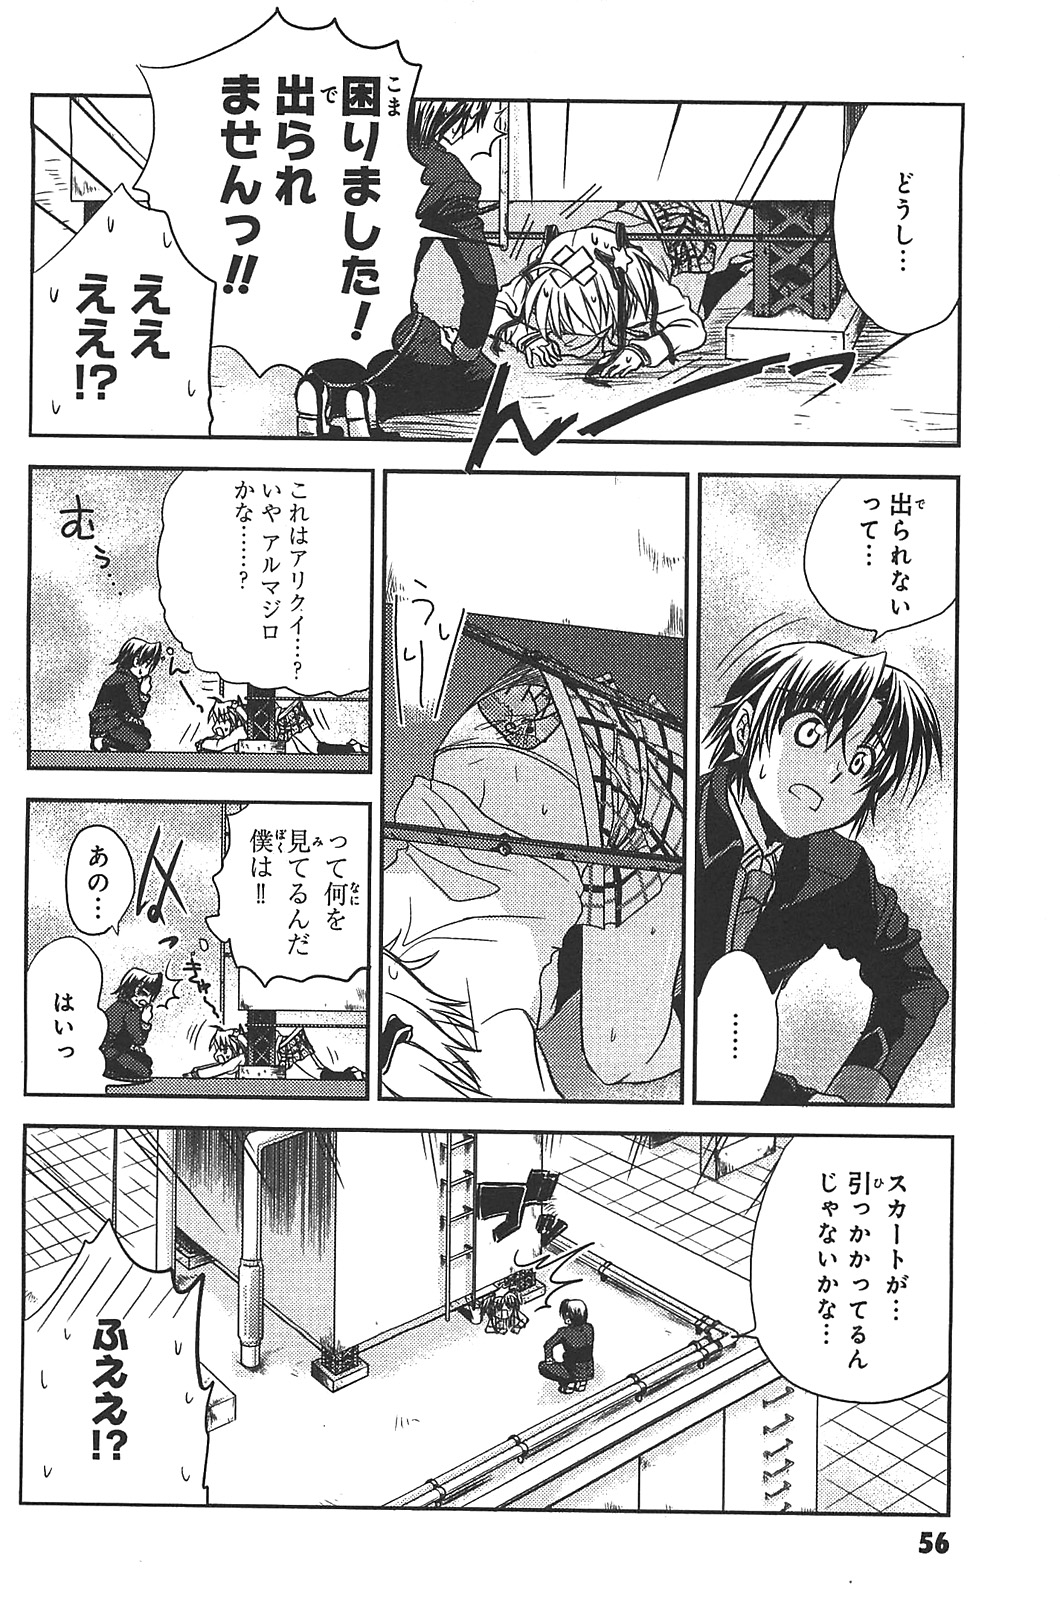 どうし…
困りました!
出られ
ませんっ!!
ええ
ええ!?
出られない
って…
……
これはアリクイ…?
いや アルマジロ
かな……?
むぅ…
って何を
見てるんだ
僕は!!
あの…
はいっ
スカートが…
引っかかってるん
じゃないかな…
ふええ!?
56